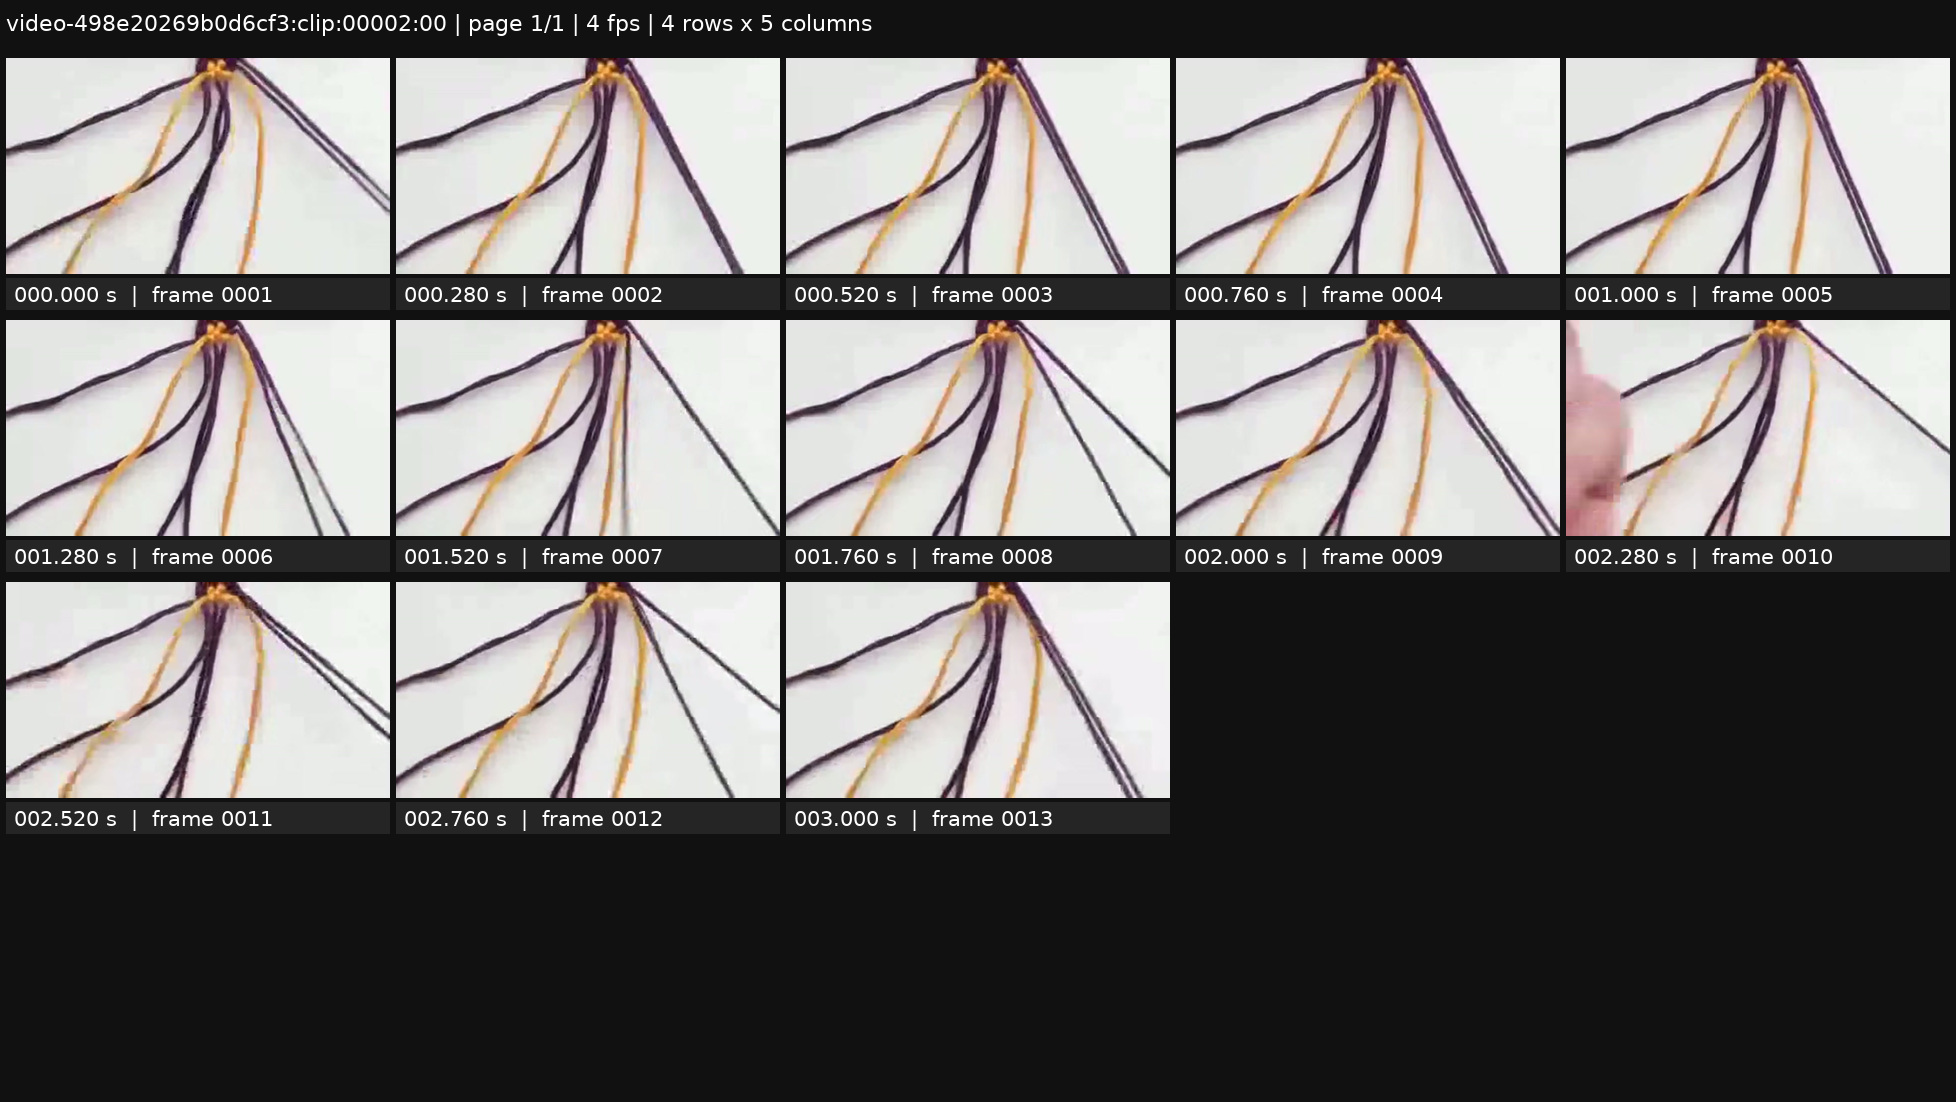 video-498e20269b0d6cf3:clip:00002:00 | page 1/1 | 4 fps | 4 rows x 5 columns
000.000 s | frame 0001
000.280 s | frame 0002
000.520 s | frame 0003
000.760 s | frame 0004
001.000 s | frame 0005
001.280 s | frame 0006
001.520 s | frame 0007
001.760 s | frame 0008
002.000 s | frame 0009
002.280 s | frame 0010
002.520 s | frame 0011
002.760 s | frame 0012
003.000 s | frame 0013